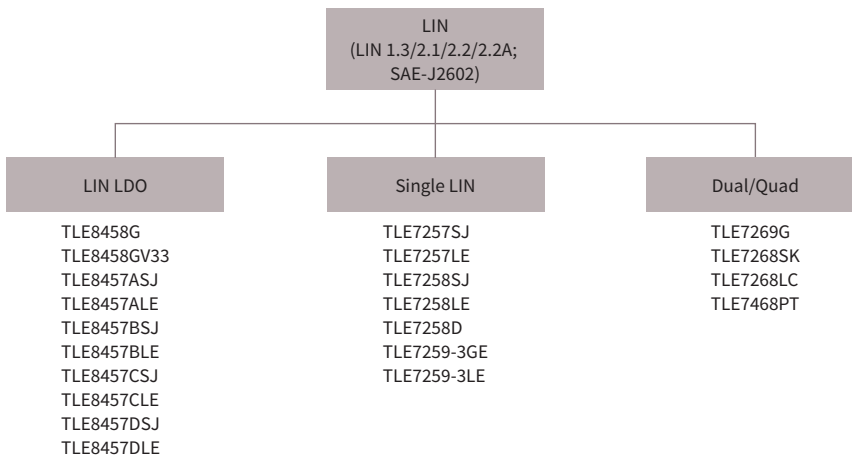 LIN
(LIN 1.3/2.1/2.2/2.2A;
SAE-J2602)
LIN LDO
TLE8458G
TLE8458GV33
TLE8457ASJ
TLE8457ALE
TLE8457BSJ
TLE8457BLE
TLE8457CSJ
TLE8457CLE
TLE8457DSJ
TLE8457DLE
Single LIN
TLE7257SJ
TLE7257LE
TLE7258SJ
TLE7258LE
TLE7258D
TLE7259-3GE
TLE7259-3LE
Dual/Quad
TLE7269G
TLE7268SK
TLE7268LC
TLE7468PT